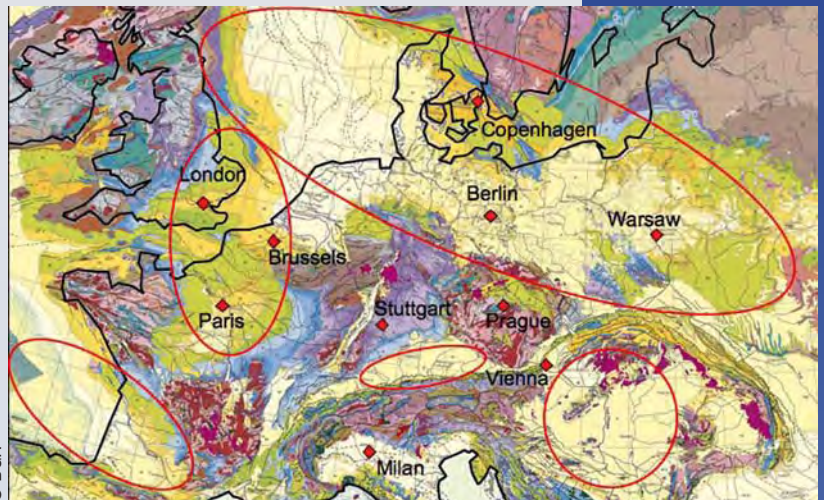 Copenhagen
London
Berlin
Warsaw
Brussels
Paris
Stuttgart
Prague
Vienna
Milan